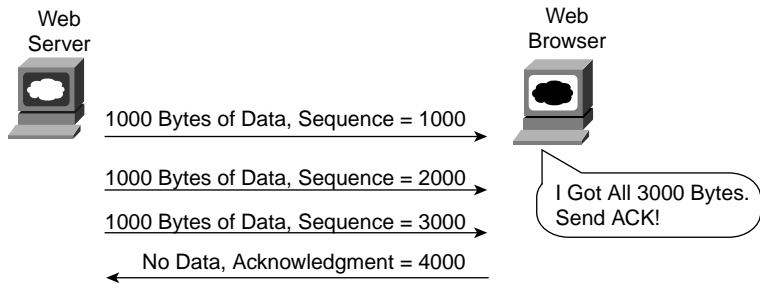 Web
Server
Web
Browser
1000 Bytes of Data, Sequence = 1000
1000 Bytes of Data, Sequence = 2000
1000 Bytes of Data, Sequence = 3000
No Data, Acknowledgment = 4000
I Got All 3000 Bytes.
Send ACK!